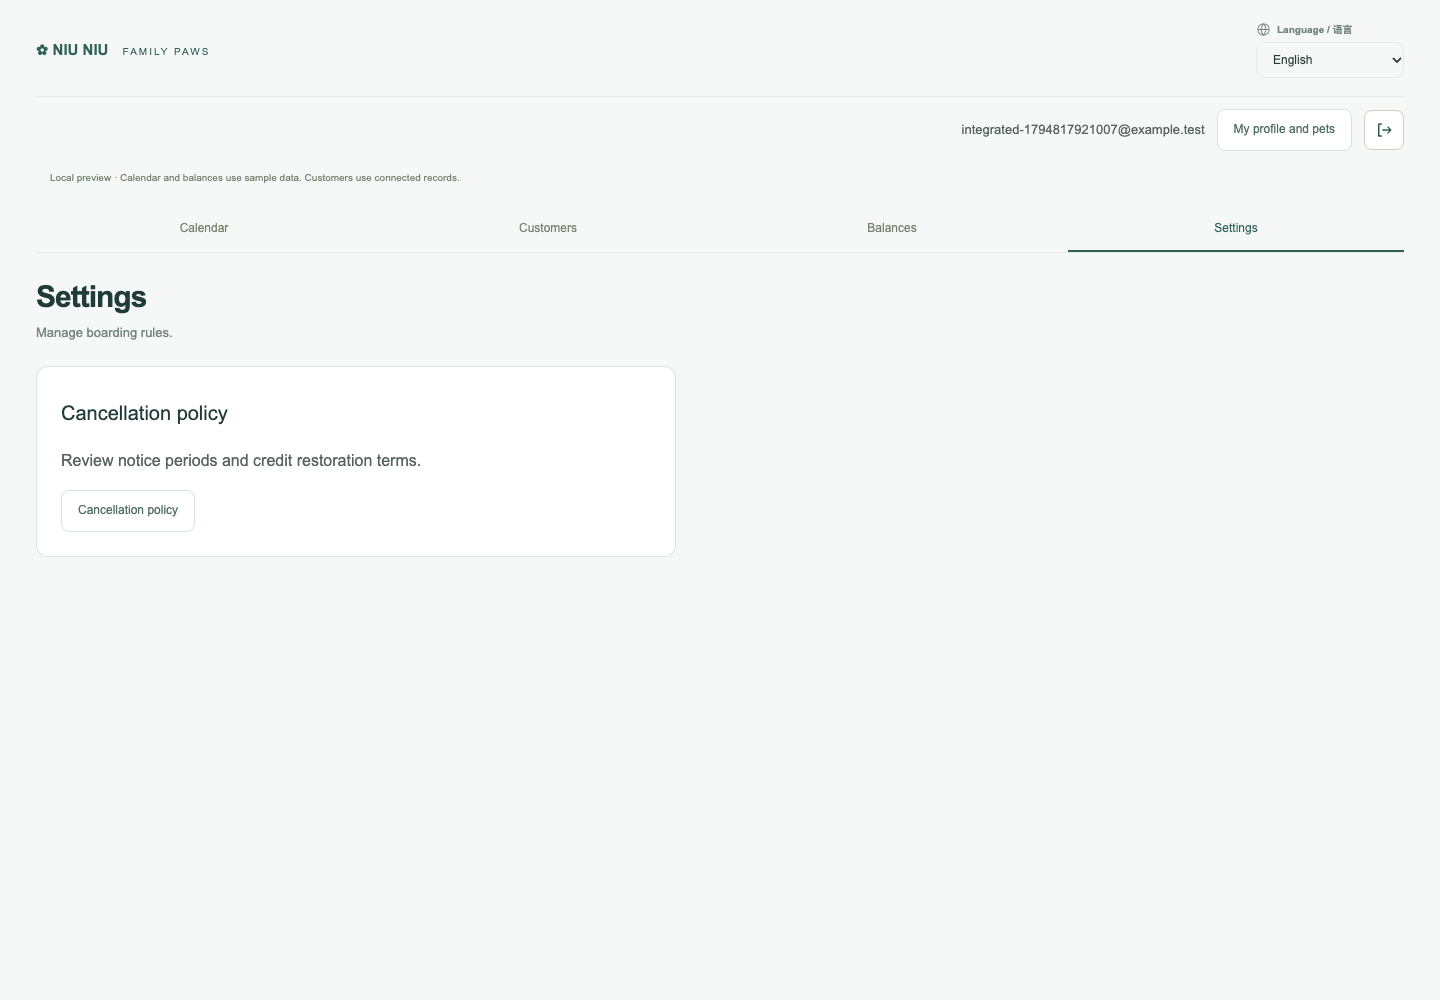 ✿ NIU NIU FAMILY PAWS
Language / 语言
English
integrated-1794817921007@example.test
My profile and pets
Local preview · Calendar and balances use sample data. Customers use connected records.
Calendar
Customers
Balances
Settings
Settings
Manage boarding rules.
Cancellation policy
Review notice periods and credit restoration terms.
Cancellation policy